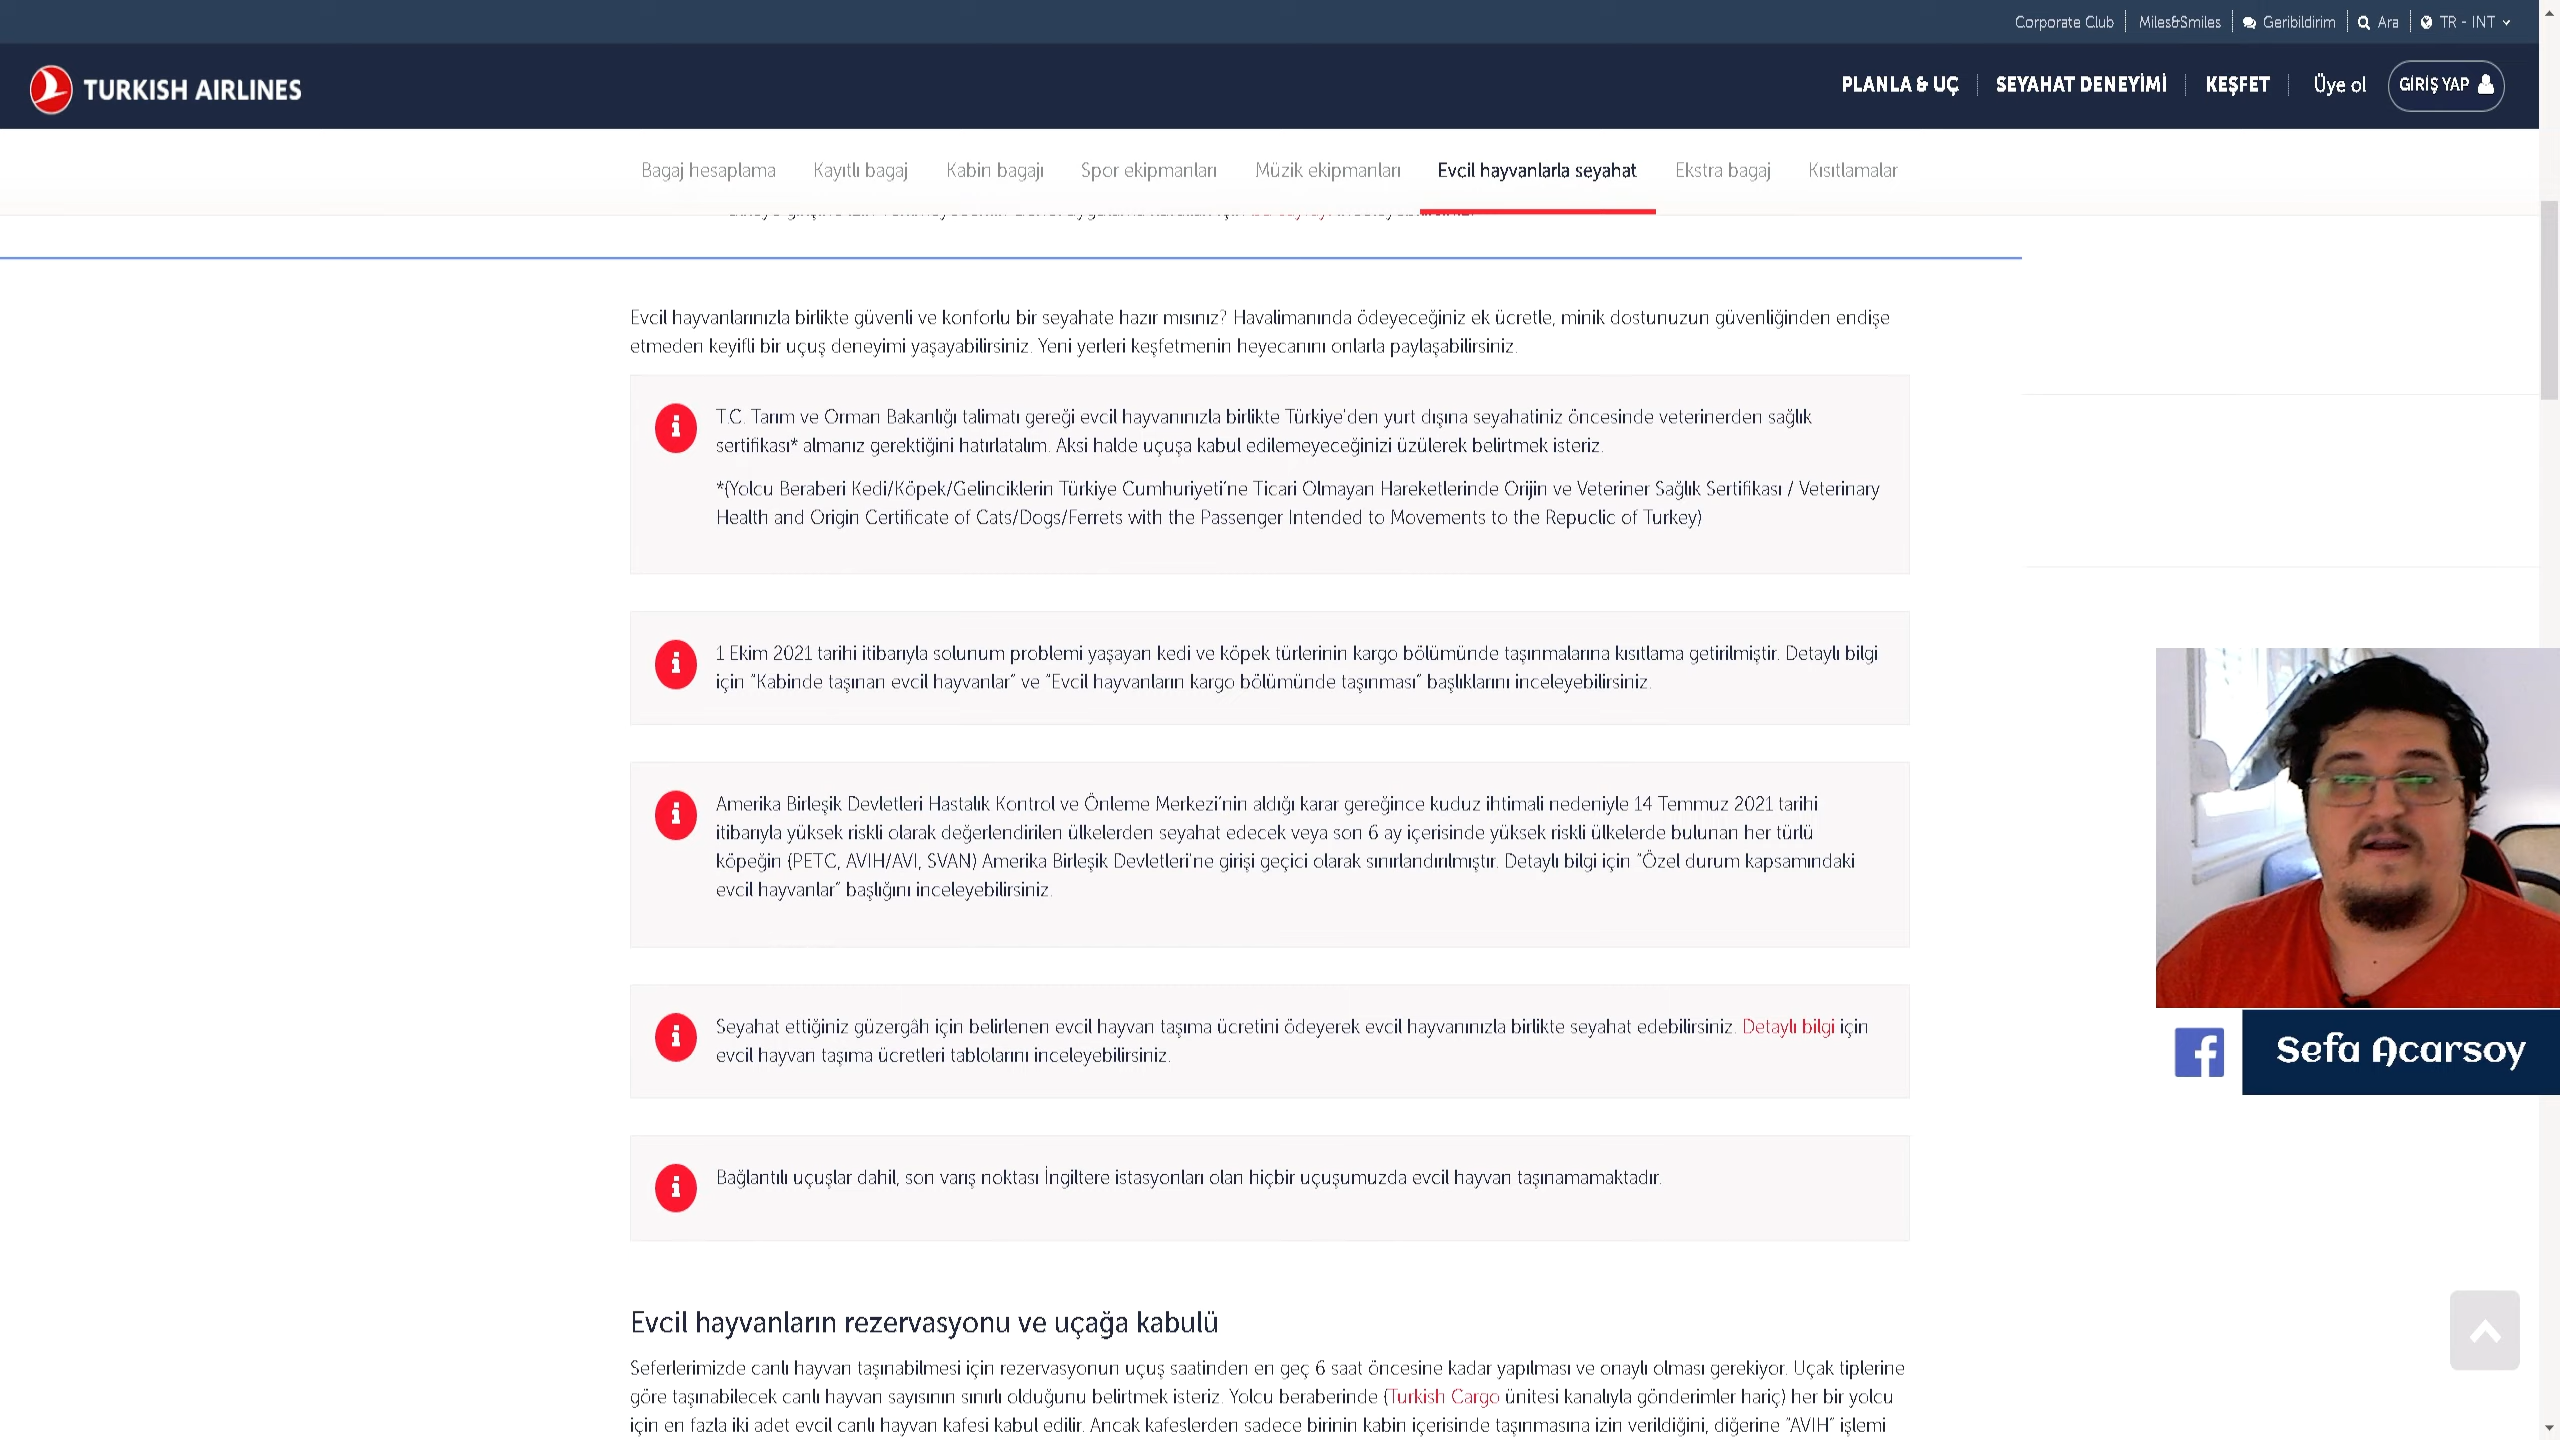 Corporate Club
Miles&Smiles
Geribildirim
Ara
TR - INT
TURKISH AIRLINES
PLANLA & UÇ
SEYAHAT DENEYİMİ
KEŞFET
Üye ol
GİRİŞ YAP
Bagaj hesaplama
Kayıtlı bagaj
Kabin bagajı
Spor ekipmanları
Müzik ekipmanları
Evcil hayvanlarla seyahat
Ekstra bagaj
Kısıtlamalar
Evcil hayvanlarınızla birlikte güvenli ve konforlu bir seyahate hazır mısınız? Havalimanında ödeyeceğiniz ek ücretle, minik dostunuzun güvenliğinden endişe
etmeden keyifli bir uçuş deneyimi yaşayabilirsiniz. Yeni yerleri keşfetmenin heyecanını onlarla paylaşabilirsiniz.
T.C. Tarım ve Orman Bakanlığı talimatı gereği evcil hayvanınızla birlikte Türkiye'den yurt dışına seyahatiniz öncesinde veterinerden sağlık
sertifikası* almanız gerektiğini hatırlatalım. Aksi halde uçuşa kabul edilemeyeceğinizi üzülerek belirtmek isteriz.
*(Yolcu Beraberi Kedi/Köpek/Gelinciklerin Türkiye Cumhuriyeti’ne Ticari Olmayan Hareketlerinde Orijin ve Veteriner Sağlık Sertifikası / Veterinary
Health and Origin Certificate of Cats/Dogs/Ferrets with the Passenger Intended to Movements to the Repuclic of Turkey)
1 Ekim 2021 tarihi itibarıyla solunum problemi yaşayan kedi ve köpek türlerinin kargo bölümünde taşınmalarına kısıtlama getirilmiştir. Detaylı bilgi
için “Kabinde taşınan evcil hayvanlar” ve “Evcil hayvanların kargo bölümünde taşınması” başlıklarını inceleyebilirsiniz.
Amerika Birleşik Devletleri Hastalık Kontrol ve Önleme Merkezi’nin aldığı karar gereğince kuduz ihtimali nedeniyle 14 Temmuz 2021 tarihi
itibarıyla yüksek riskli olarak değerlendirilen ülkelerden seyahat edecek veya son 6 ay içerisinde yüksek riskli ülkelerde bulunan her türlü
köpeğin (PETC, AVIH/AVI, SVAN) Amerika Birleşik Devletleri'ne girişi geçici olarak sınırlandırılmıştır. Detaylı bilgi için “Özel durum kapsamındaki
evcil hayvanlar” başlığını inceleyebilirsiniz.
Seyahat ettiğiniz güzergâh için belirlenen evcil hayvan taşıma ücretini ödeyerek evcil hayvanınızla birlikte seyahat edebilirsiniz. Detaylı bilgi için
evcil hayvan taşıma ücretleri tablolarını inceleyebilirsiniz.
Bağlantılı uçuşlar dahil, son varış noktası İngiltere istasyonları olan hiçbir uçuşumuzda evcil hayvan taşınamamaktadır.
Sefa Acarsoy
Evcil hayvanların rezervasyonu ve uçağa kabulü
Seferlerimizde canlı hayvan taşınabilmesi için rezervasyonun uçuş saatinden en geç 6 saat öncesine kadar yapılması ve onaylı olması gerekiyor. Uçak tiplerine
göre taşınabilecek canlı hayvan sayısının sınırlı olduğunu belirtmek isteriz. Yolcu beraberinde (Turkish Cargo ünitesi kanalıyla gönderimler hariç) her bir yolcu
için en fazla iki adet evcil canlı hayvan kafesi kabul edilir. Ancak kafeslerden sadece birinin kabin içerisinde taşınmasına izin verildiğini, diğerine “AVIH” işlemi